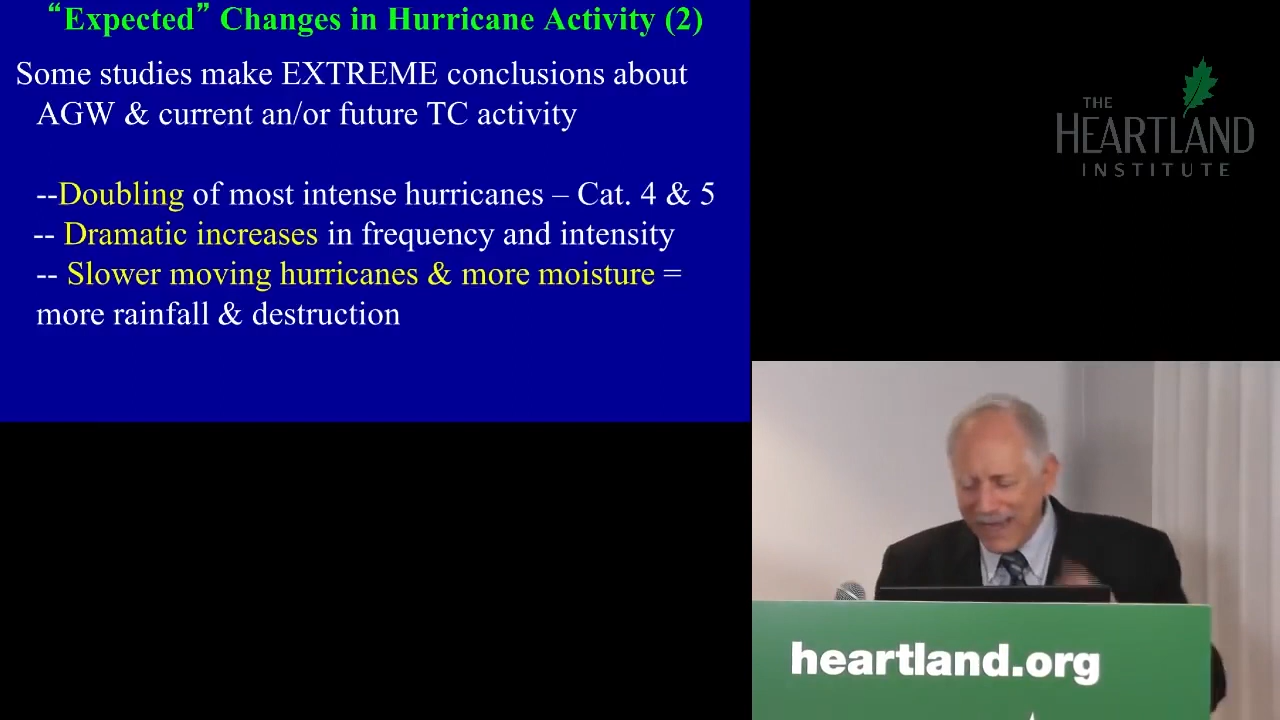 “Expected” Changes in Hurricane Activity (2)
Some studies make EXTREME conclusions about
AGW & current an/or future TC activity
--Doubling of most intense hurricanes – Cat. 4 & 5
-- Dramatic increases in frequency and intensity
-- Slower moving hurricanes & more moisture =
more rainfall & destruction
THE
HEARTLAND
INSTITUTE
heartland.org